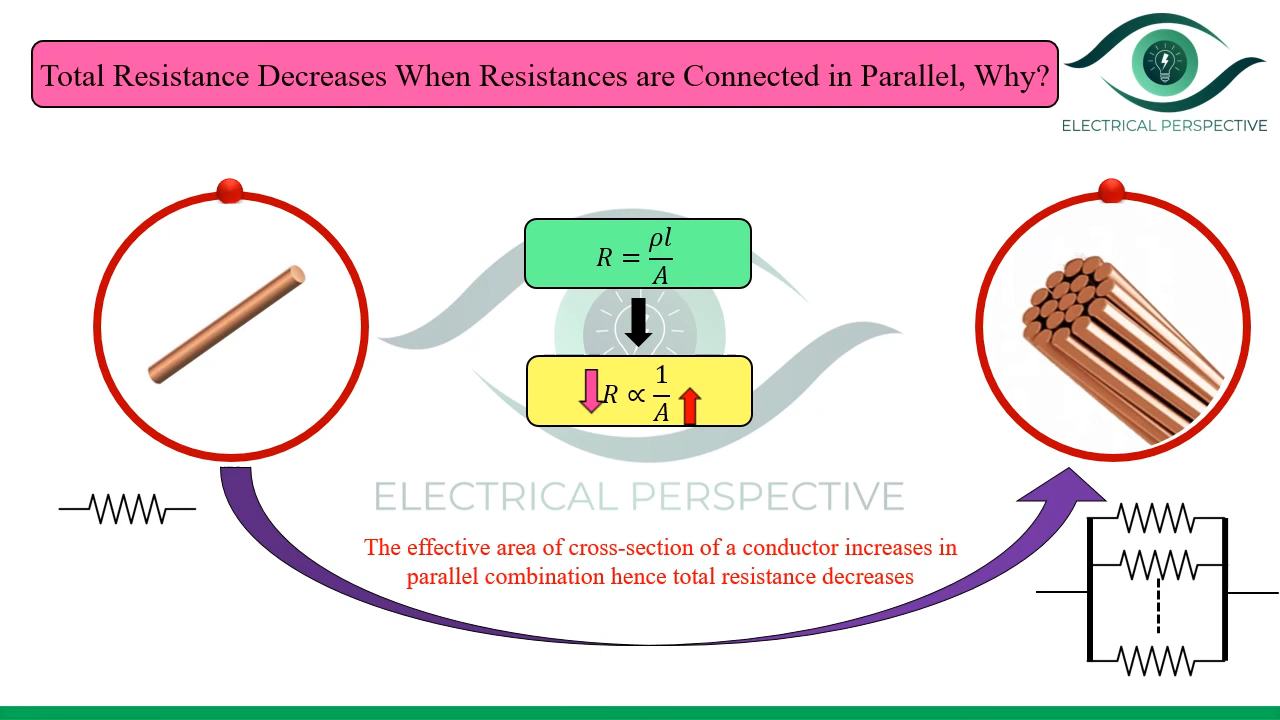 Total Resistance Decreases When Resistances are Connected in Parallel, Why?
ELECTRICAL PERSPECTIVE
R = ρl/A
R ∝ 1/A
ELECTRICAL PERSPECTIVE
The effective area of cross-section of a conductor increases in
parallel combination hence total resistance decreases